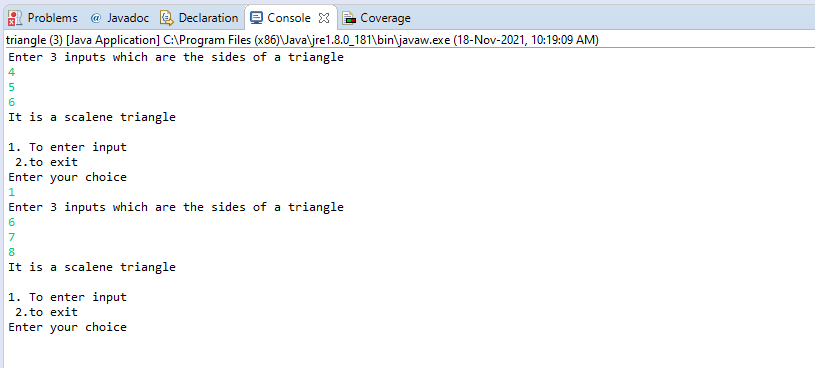 Problems @ Javadoc Declaration Console Coverage
triangle (3) [Java Application] C:\Program Files (x86)\Java\jre1.8.0_181\bin\javaw.exe (18-Nov-2021, 10:19:09 AM)
Enter 3 inputs which are the sides of a triangle
4
5
6
It is a scalene triangle
1. To enter input
2.to exit
Enter your choice
1
Enter 3 inputs which are the sides of a triangle
6
7
8
It is a scalene triangle
1. To enter input
2.to exit
Enter your choice